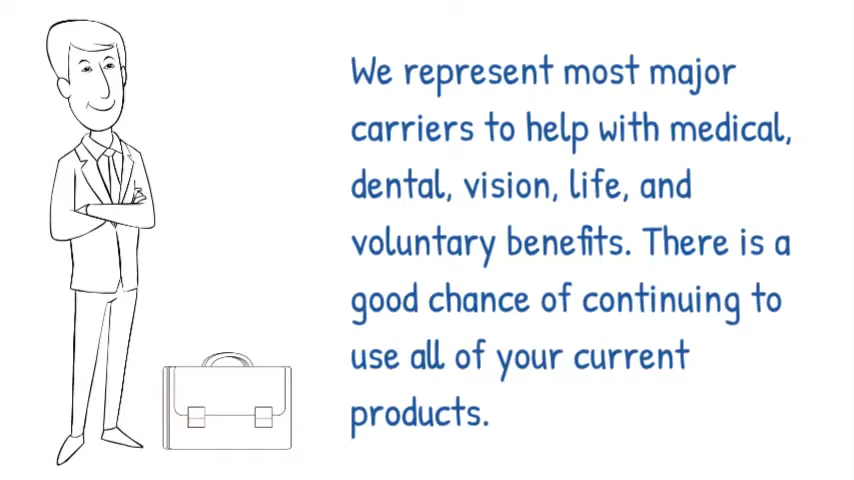 We represent most major
carriers to help with medical,
dental, vision, life, and
voluntary benefits. There is a
good chance of continuing to
use all of your current
products.